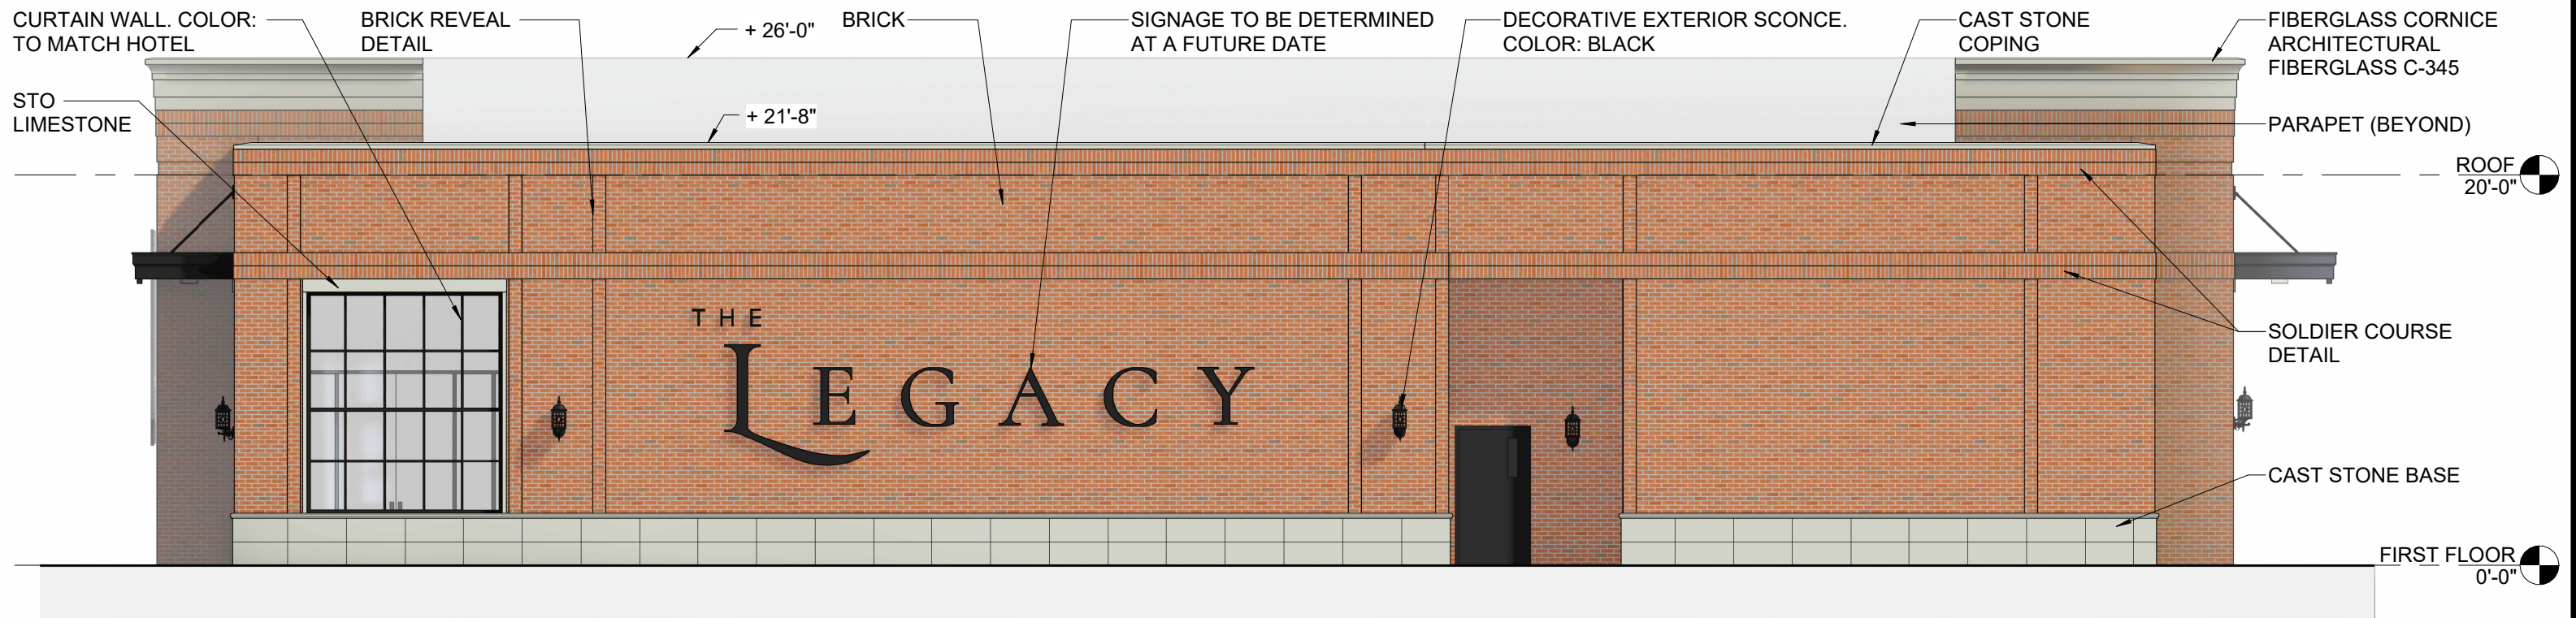 CURTAIN WALL. COLOR:
TO MATCH HOTEL
BRICK REVEAL
DETAIL
+ 26'-0"
BRICK
SIGNAGE TO BE DETERMINED
AT A FUTURE DATE
DECORATIVE EXTERIOR SCONCE.
COLOR: BLACK
CAST STONE
COPING
FIBERGLASS CORNICE
ARCHITECTURAL
FIBERGLASS C-345
STO
LIMESTONE
+ 21'-8"
PARAPET (BEYOND)
ROOF
20'-0"
THE
LEGACY
SOLDIER COURSE
DETAIL
CAST STONE BASE
FIRST FLOOR
0'-0"